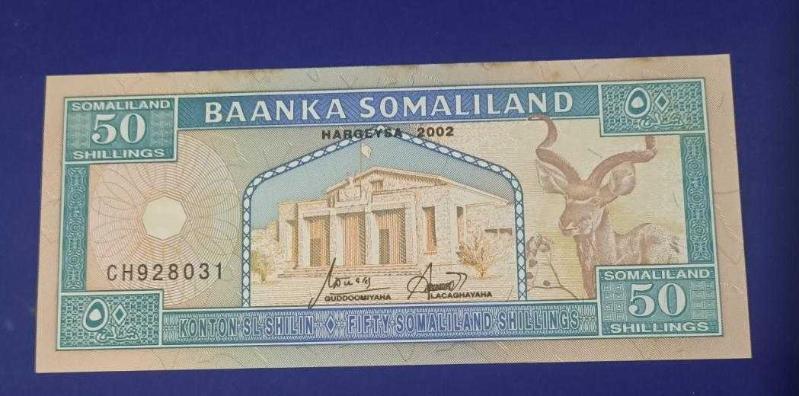 SOMALILAND
50
SHILLINGS
BAANKA SOMALILAND
٥٠
HARGEYSA 2002
CH928031
GUDDOOMIYAHA
LACAGHAYAHA
٥٠
شلن
SOMALILAND
50
SHILLINGS
KONTON SL SHILIN ◇ FIFTY SOMALILAND SHILLINGS